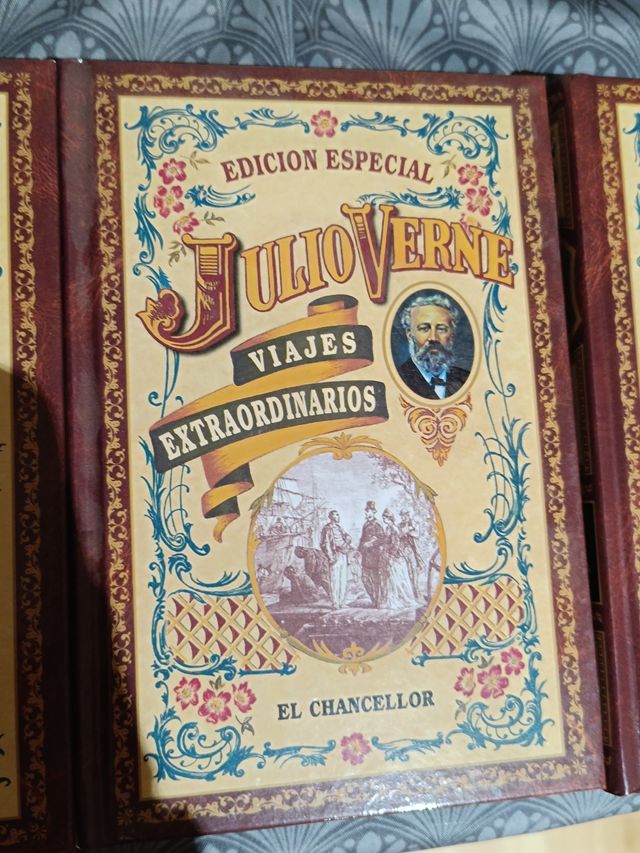 EDICION ESPECIAL
JULIO VERNE
VIAJES
EXTRAORDINARIOS
EL CHANCELLOR